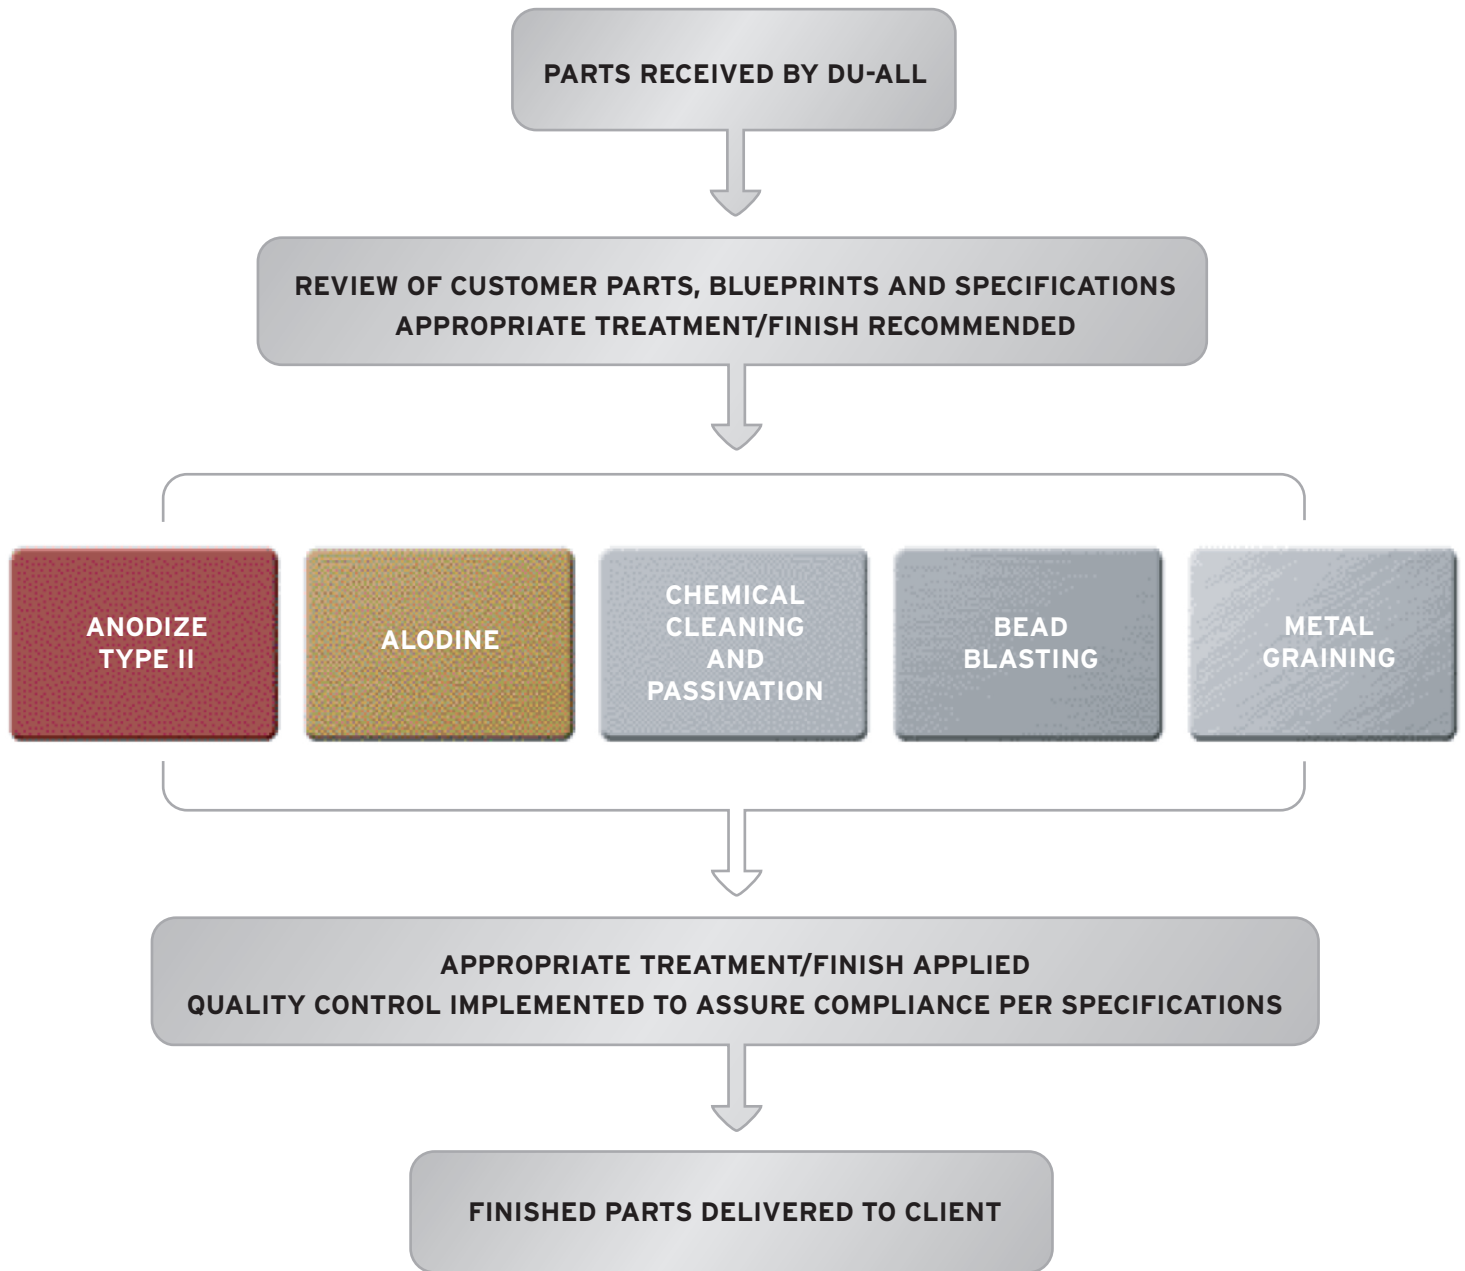 PARTS RECEIVED BY DU-ALL
REVIEW OF CUSTOMER PARTS, BLUEPRINTS AND SPECIFICATIONS
APPROPRIATE TREATMENT/FINISH RECOMMENDED
ANODIZE
TYPE II
ALODINE
CHEMICAL
CLEANING
AND
PASSIVATION
BEAD
BLASTING
METAL
GRAINING
APPROPRIATE TREATMENT/FINISH APPLIED
QUALITY CONTROL IMPLEMENTED TO ASSURE COMPLIANCE PER SPECIFICATIONS
FINISHED PARTS DELIVERED TO CLIENT